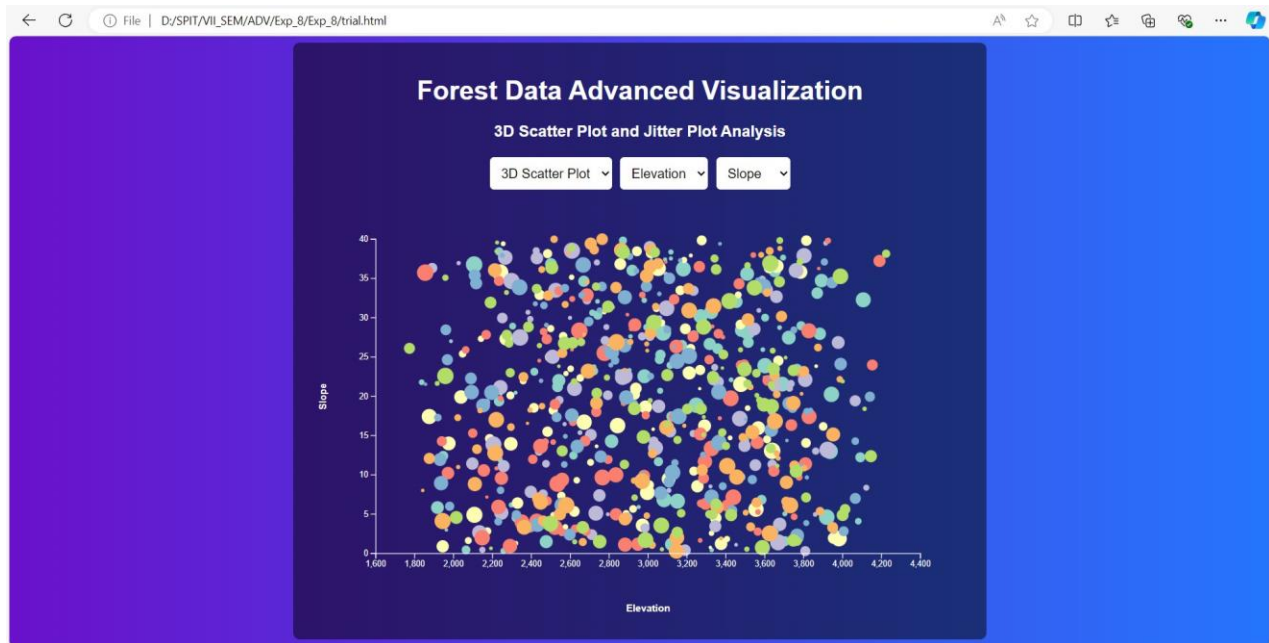 File | D:/SPIT/VII_SEM/ADV/Exp_8/Exp_8/trial.html
Forest Data Advanced Visualization
3D Scatter Plot and Jitter Plot Analysis
3D Scatter Plot Elevation Slope
40
35
30
25
20
15
10
5
0
Slope
1,600 1,800 2,000 2,200 2,400 2,600 2,800 3,000 3,200 3,400 3,600 3,800 4,000 4,200 4,400
Elevation